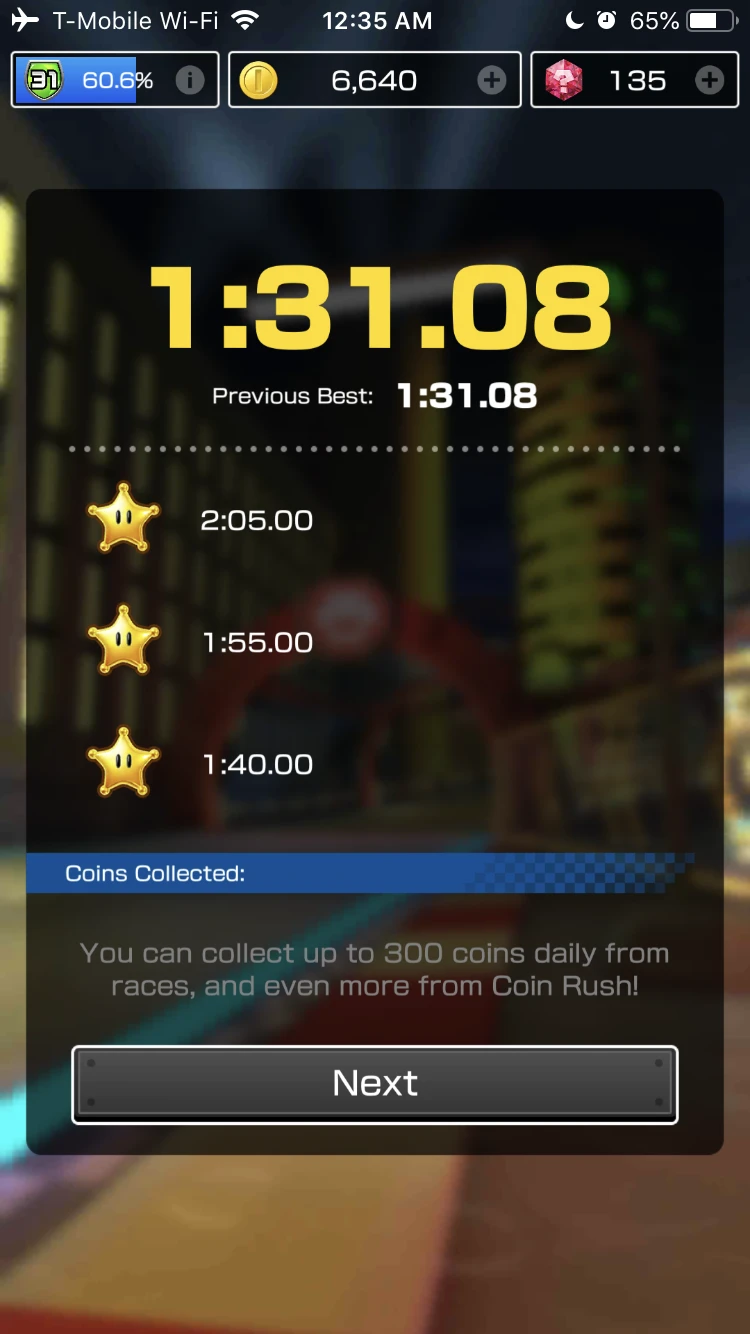 T-Mobile Wi-Fi 12:35 AM 65%
31 60.6% i 6,640 + ? 135 +
1:31.08
Previous Best: 1:31.08
2:05.00
1:55.00
1:40.00
Coins Collected:
You can collect up to 300 coins daily from
races, and even more from Coin Rush!
Next